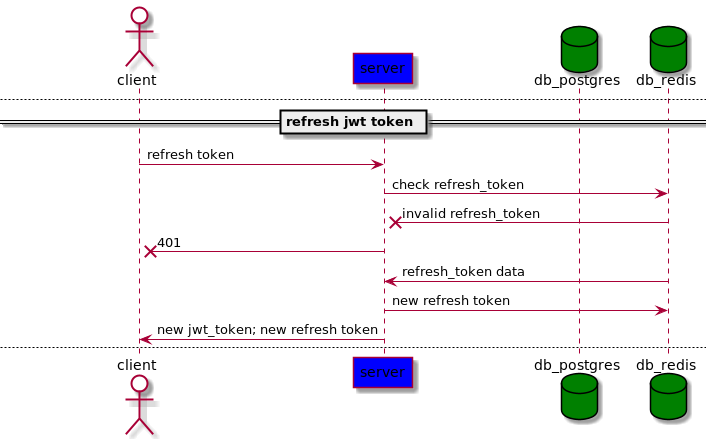 client
server
db_postgres
db_redis
refresh jwt token
refresh token
check refresh_token
invalid refresh_token
401
refresh_token data
new refresh token
new jwt_token; new refresh token
client
server
db_postgres
db_redis